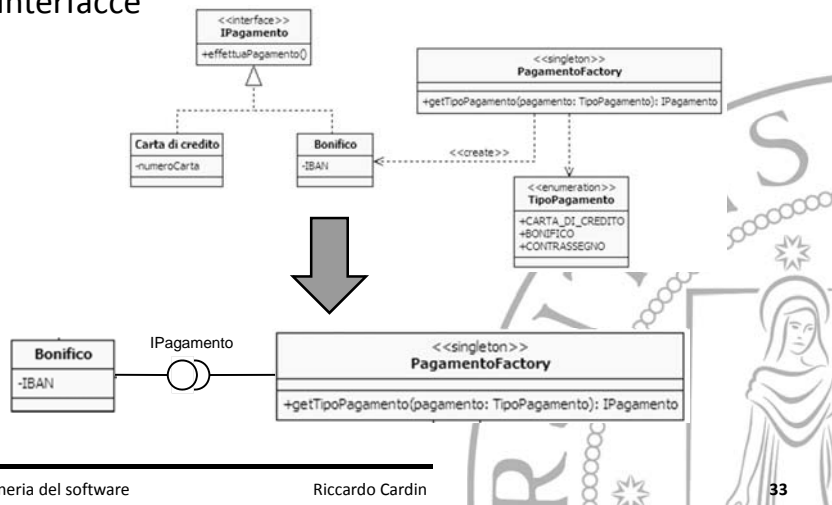 interfacce
<<interface>>
IPagamento
+effettuaPagamento()
<<singleton>>
PagamentoFactory
+getTipoPagamento(pagamento: TipoPagamento): IPagamento
Carta di credito
-numeroCarta
Bonifico
-IBAN
<<create>>
<<enumeration>>
TipoPagamento
+CARTA_DI_CREDITO
+BONIFICO
+CONTRASSEGNO
Bonifico
-IBAN
IPagamento
<<singleton>>
PagamentoFactory
+getTipoPagamento(pagamento: TipoPagamento): IPagamento
neria del software
Riccardo Cardin
33